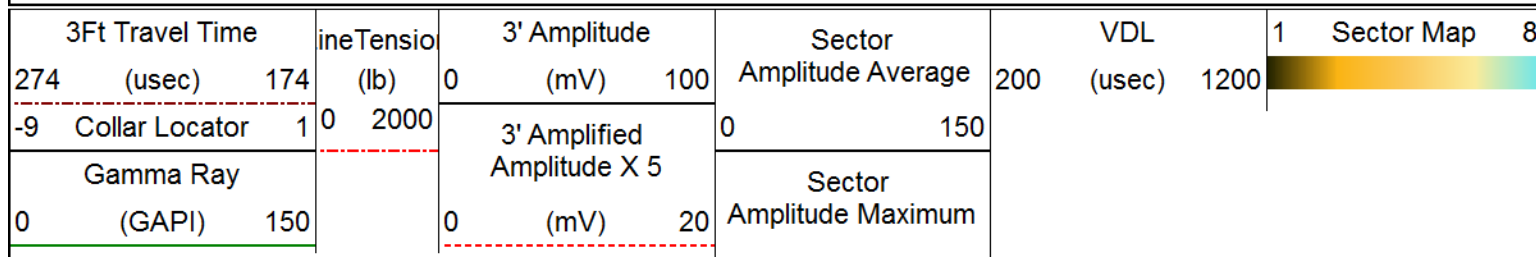 3Ft Travel Time
274 (usec) 174
-9 Collar Locator 1
Gamma Ray
0 (GAPI) 150
ineTension
(lb)
0 2000
3' Amplitude
0 (mV) 100
3' Amplified
Amplitude X 5
0 (mV) 20
Sector
Amplitude Average
0 150
Sector
Amplitude Maximum
VDL
200 (usec) 1200
1 Sector Map 8